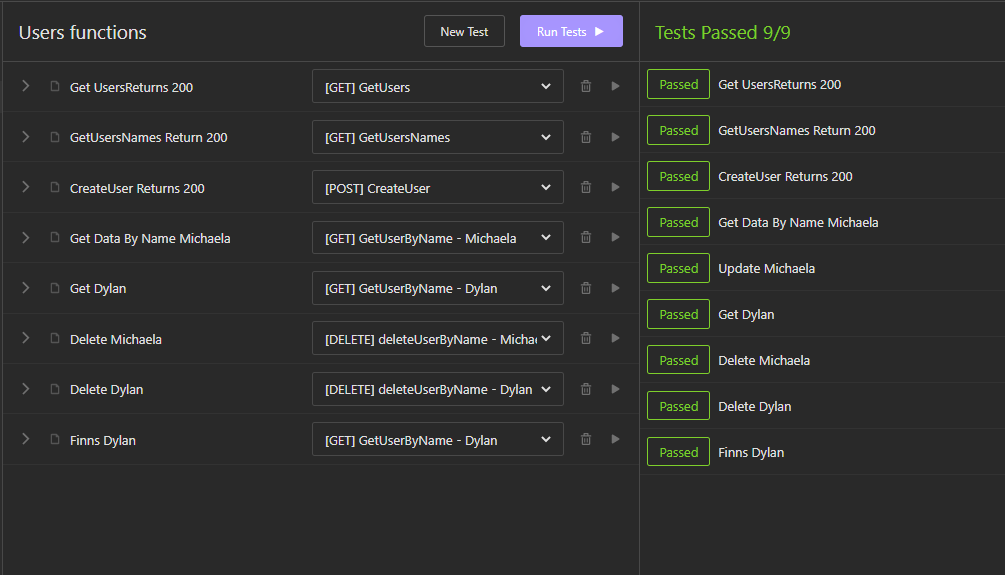 Users functions
New Test
Run Tests
Get UsersReturns 200
[GET] GetUsers
GetUsersNames Return 200
[GET] GetUsersNames
CreateUser Returns 200
[POST] CreateUser
Get Data By Name Michaela
[GET] GetUserByName - Michaela
Get Dylan
[GET] GetUserByName - Dylan
Delete Michaela
[DELETE] deleteUserByName - Michae
Delete Dylan
[DELETE] deleteUserByName - Dylan
Finns Dylan
[GET] GetUserByName - Dylan
Tests Passed 9/9
Passed Get UsersReturns 200
Passed GetUsersNames Return 200
Passed CreateUser Returns 200
Passed Get Data By Name Michaela
Passed Update Michaela
Passed Get Dylan
Passed Delete Michaela
Passed Delete Dylan
Passed Finns Dylan